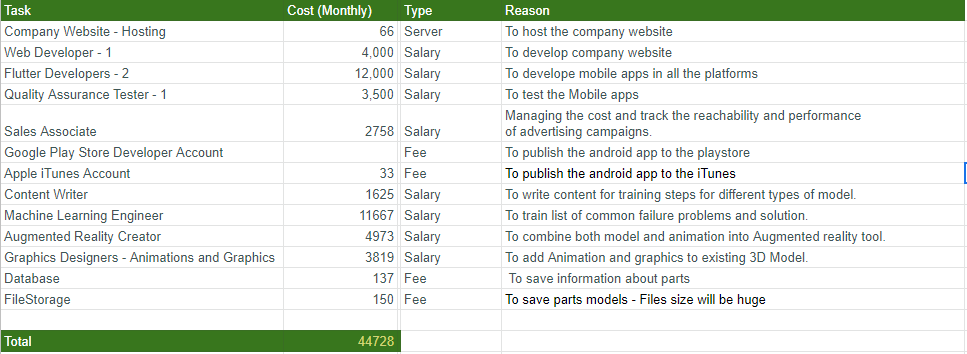 Task Cost (Monthly) Type Reason
Company Website - Hosting 66 Server To host the company website
Web Developer - 1 4,000 Salary To develop company website
Flutter Developers - 2 12,000 Salary To develope mobile apps in all the platforms
Quality Assurance Tester - 1 3,500 Salary To test the Mobile apps
Managing the cost and track the reachability and performance
Sales Associate 2758 Salary of advertising campaigns.
Google Play Store Developer Account Fee To publish the android app to the playstore
Apple iTunes Account 33 Fee To publish the android app to the iTunes
Content Writer 1625 Salary To write content for training steps for different types of model.
Machine Learning Engineer 11667 Salary To train list of common failure problems and solution.
Augmented Reality Creator 4973 Salary To combine both model and animation into Augmented reality tool.
Graphics Designers - Animations and Graphics 3819 Salary To add Animation and graphics to existing 3D Model.
Database 137 Fee To save information about parts
FileStorage 150 Fee To save parts models - Files size will be huge
Total 44728